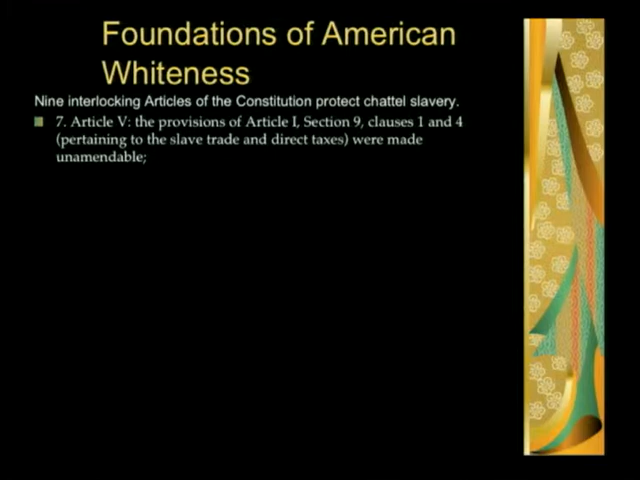 Foundations of American
Whiteness
Nine interlocking Articles of the Constitution protect chattel slavery.
7. Article V: the provisions of Article I, Section 9, clauses 1 and 4
(pertaining to the slave trade and direct taxes) were made
unamendable;